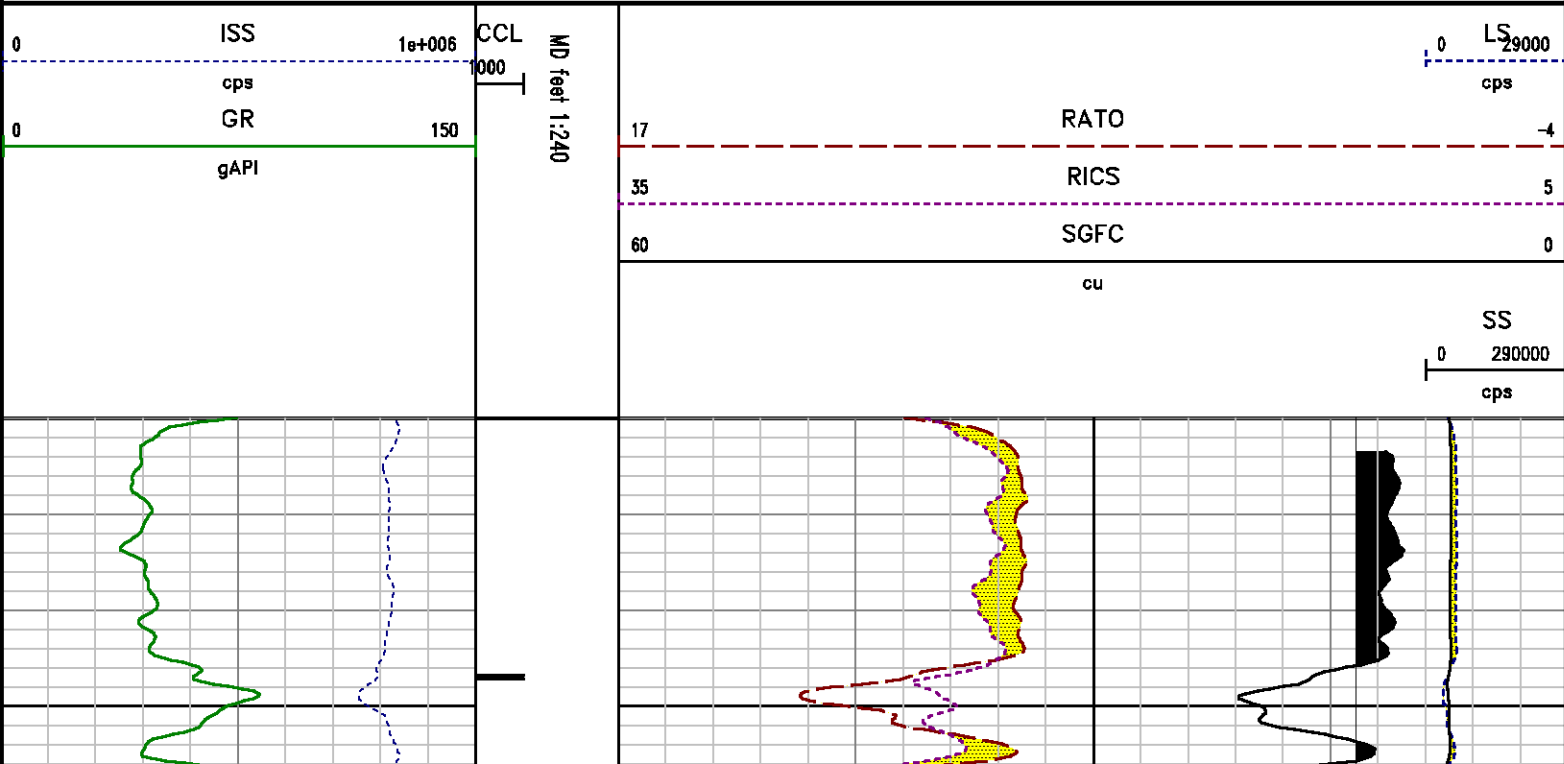 ISS
0 1e+006
cps
GR
0 150
gAPI
CCL
1000
MD feet 1:240
LS
0 29000
cps
RATO
17 -4
RICS
35 5
SGFC
60 0
cu
SS
0 290000
cps